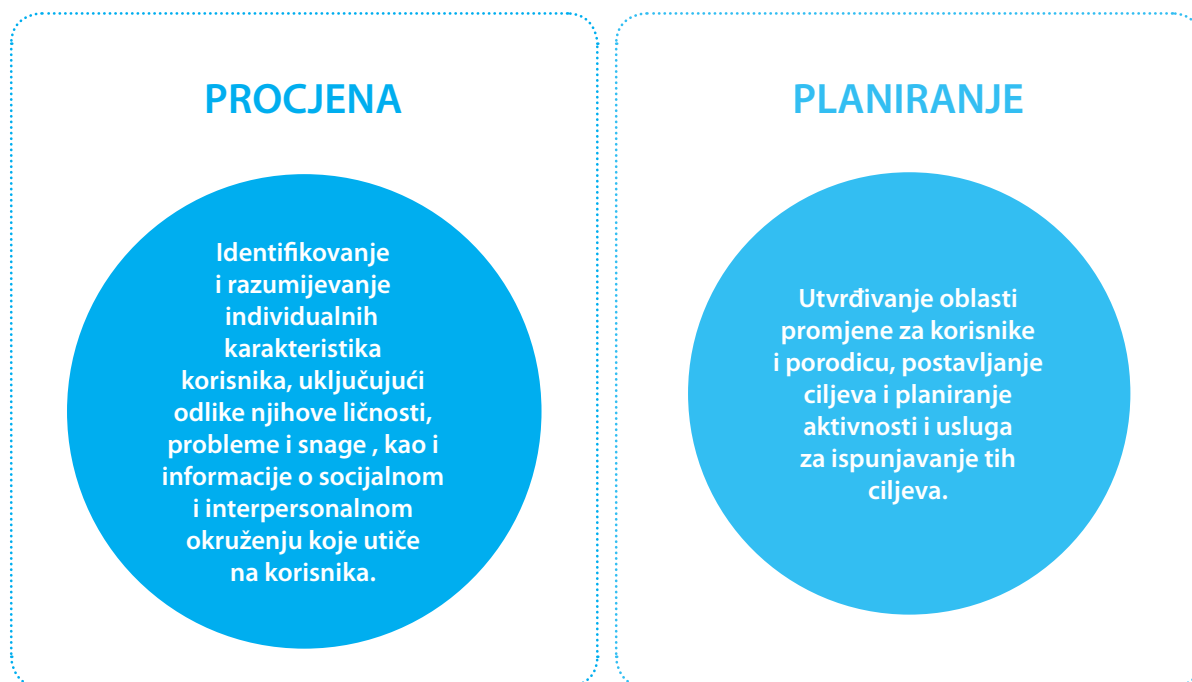 PROCJENA
Identifikovanje
i razumijevanje
individualnih
karakteristika
korisnika, uključujući
odlike njihove ličnosti,
probleme i snage , kao i
informacije o socijalnom
i interpersonalnom
okruženju koje utiče
na korisnika.
PLANIRANJE
Utvrđivanje oblasti
promjene za korisnike
i porodicu, postavljanje
ciljeva i planiranje
aktivnosti i usluga
za ispunjavanje tih
ciljeva.